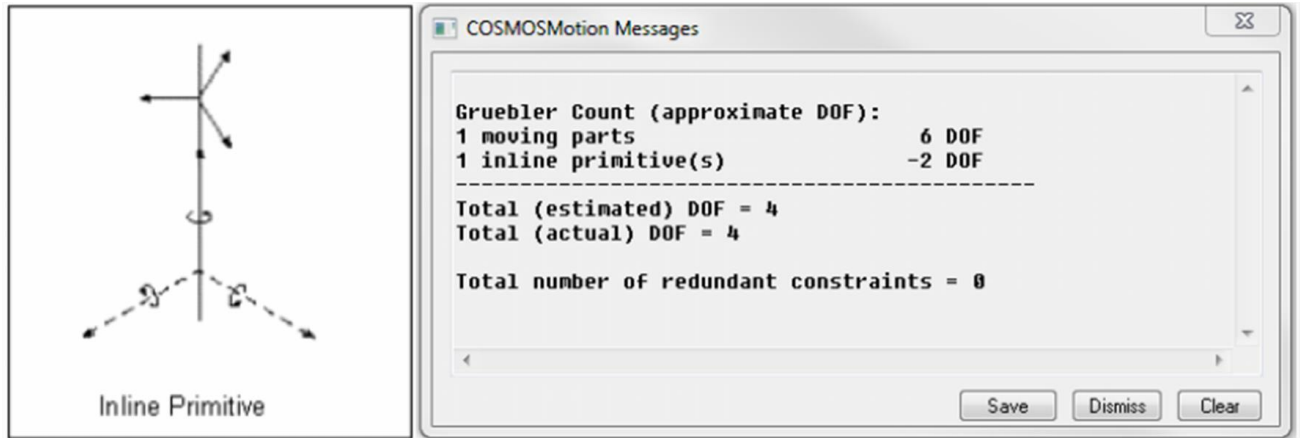 Inline Primitive
COSMOSMotion Messages
Gruebler Count (approximate DOF):
1 moving parts 6 DOF
1 inline primitive(s) -2 DOF
------------------------------------------------
Total (estimated) DOF = 4
Total (actual) DOF = 4
Total number of redundant constraints = 0
Save Dismiss Clear